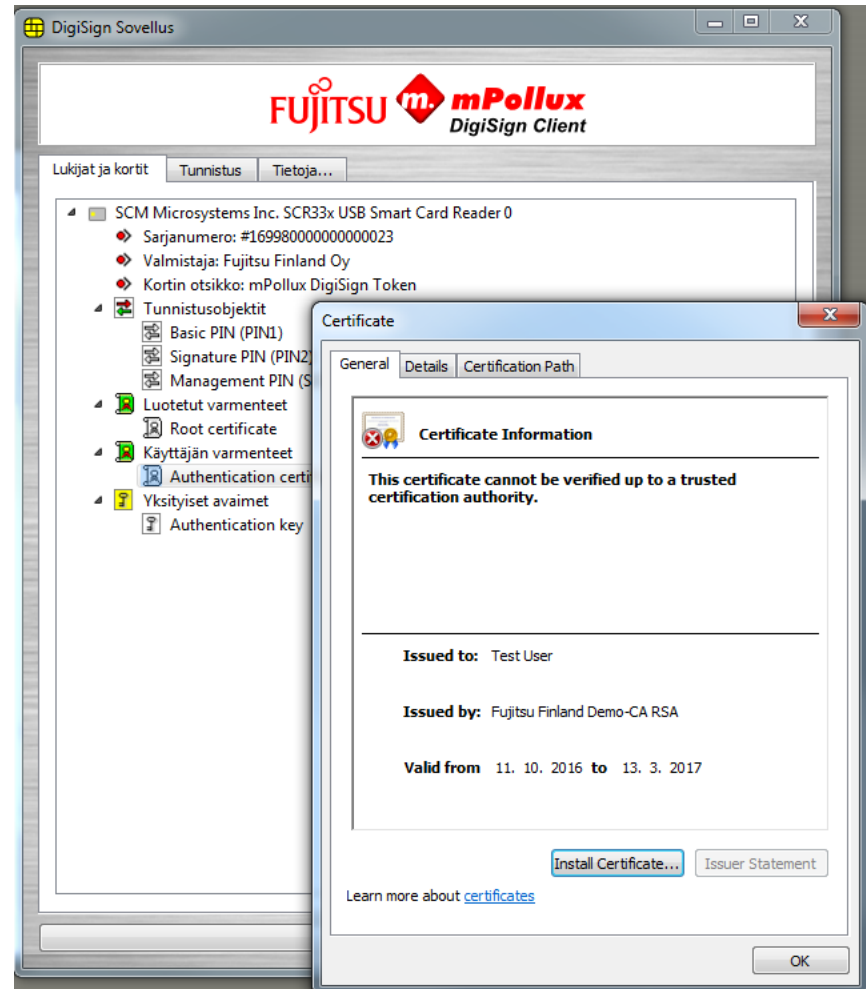 DigiSign Sovellus
FUJITSU m. mPollux
DigiSign Client
Lukijat ja kortit Tunnistus Tietoja...
SCM Microsystems Inc. SCR33x USB Smart Card Reader 0
Sarjanumero: #169980000000000023
Valmistaja: Fujitsu Finland Oy
Kortin otsikko: mPollux DigiSign Token
Tunnistusobjektit
Basic PIN (PIN1)
Signature PIN (PIN2)
Management PIN (S
Luotetut varmenteet
Root certificate
Käyttäjän varmenteet
Authentication certi
Yksityiset avaimet
Authentication key
Certificate
General Details Certification Path
Certificate Information
This certificate cannot be verified up to a trusted
certification authority.
Issued to: Test User
Issued by: Fujitsu Finland Demo-CA RSA
Valid from 11. 10. 2016 to 13. 3. 2017
Install Certificate... Issuer Statement
Learn more about certificates
OK